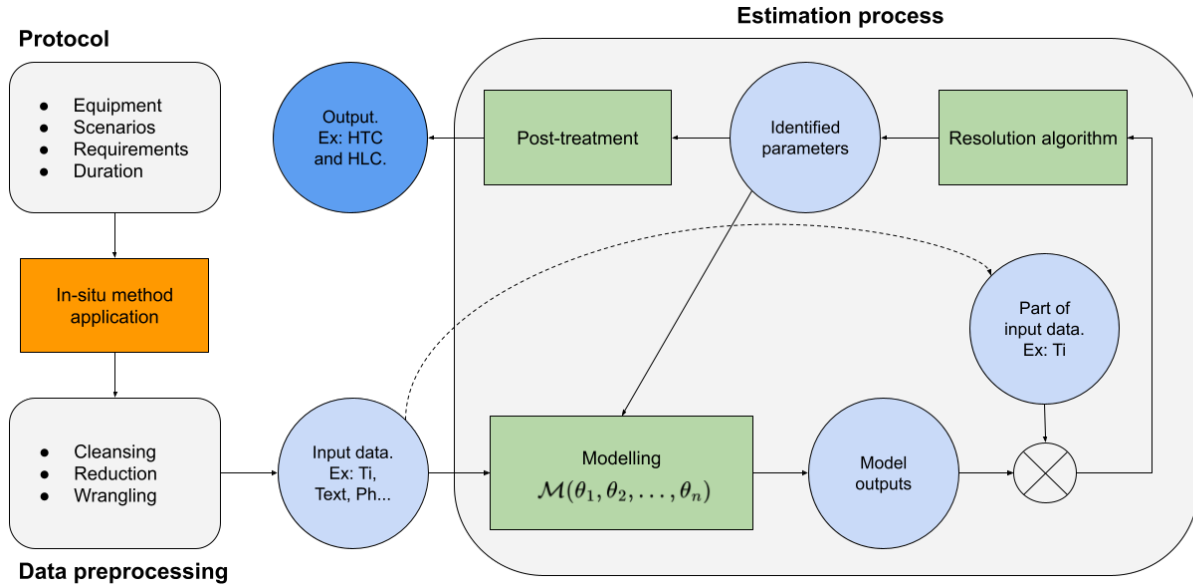 Estimation process
Protocol
● Equipment
● Scenarios
● Requirements
● Duration
Output.
Ex: HTC
and HLC.
Post-treatment
Identified
parameters
Resolution algorithm
In-situ method
application
Part of
input data.
Ex: Ti
● Cleansing
● Reduction
● Wrangling
Input data.
Ex: Ti,
Text, Ph...
Modelling
ℳ(θ₁, θ₂, . . . , θₙ)
Model
outputs
Data preprocessing